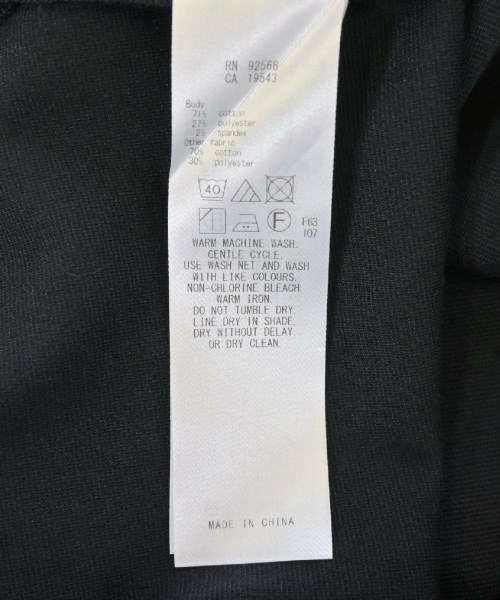 RN 92568
CA 19543
Body
71% cotton
27% polyester
2% spandex
Other fabric
70% cotton
30% polyester
40
F F63
107
WARM MACHINE WASH.
GENTLE CYCLE.
USE WASH NET AND WASH
WITH LIKE COLOURS.
NON-CHLORINE BLEACH.
WARM IRON.
DO NOT TUMBLE DRY.
LINE DRY IN SHADE.
DRY WITHOUT DELAY
OR DRY CLEAN.
MADE IN CHINA